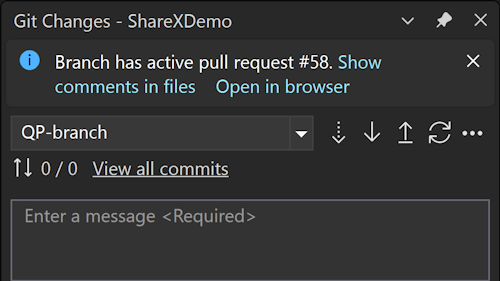 Git Changes - ShareXDemo
Branch has active pull request #58. Show
comments in files Open in browser
QP-branch
0 / 0 View all commits
Enter a message <Required>